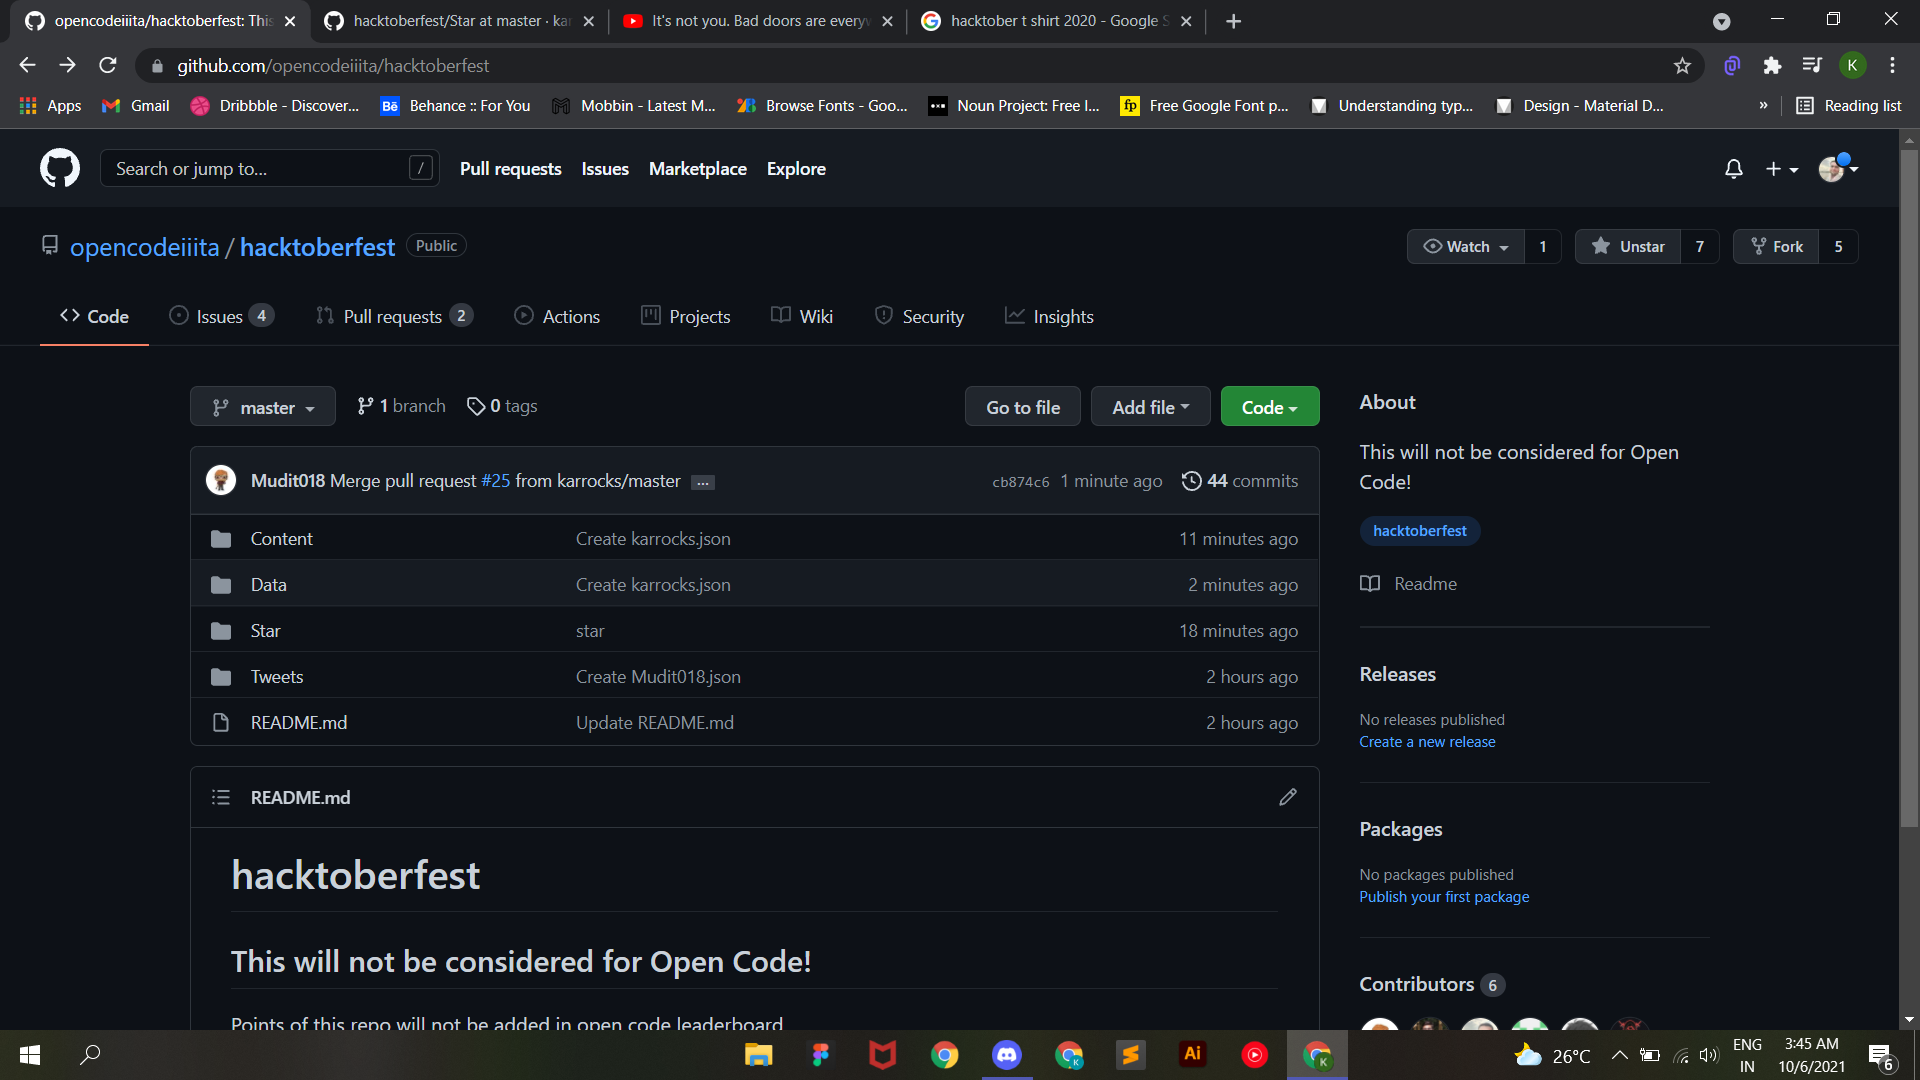 opencodeiiita/hacktoberfest: This
hacktoberfest/Star at master · kar
It's not you. Bad doors are everyw
hacktober t shirt 2020 - Google S
github.com/opencodeiiita/hacktoberfest
K
Apps
Gmail
Dribbble - Discover...
Bē
Behance :: For You
Mobbin - Latest M...
Browse Fonts - Goo...
Noun Project: Free I...
fp
Free Google Font p...
Understanding typ...
Design - Material D...
»
Reading list
Search or jump to...
/
Pull requests
Issues
Marketplace
Explore
opencodeiiita / hacktoberfest
Public
Watch
1
Unstar
7
Fork
5
Code
Issues 4
Pull requests 2
Actions
Projects
Wiki
Security
Insights
master
1 branch
0 tags
Go to file
Add file
Code
Mudit018 Merge pull request #25 from karrocks/master ...
cb874c6 1 minute ago
44 commits
Content
Create karrocks.json
11 minutes ago
Data
Create karrocks.json
2 minutes ago
Star
star
18 minutes ago
Tweets
Create Mudit018.json
2 hours ago
README.md
Update README.md
2 hours ago
README.md
hacktoberfest
This will not be considered for Open Code!
Points of this repo will not be added in open code leaderboard
About
This will not be considered for Open
Code!
hacktoberfest
Readme
Releases
No releases published
Create a new release
Packages
No packages published
Publish your first package
Contributors 6
Ai
K
K
26°C
ENG
IN
3:45 AM
10/6/2021
6